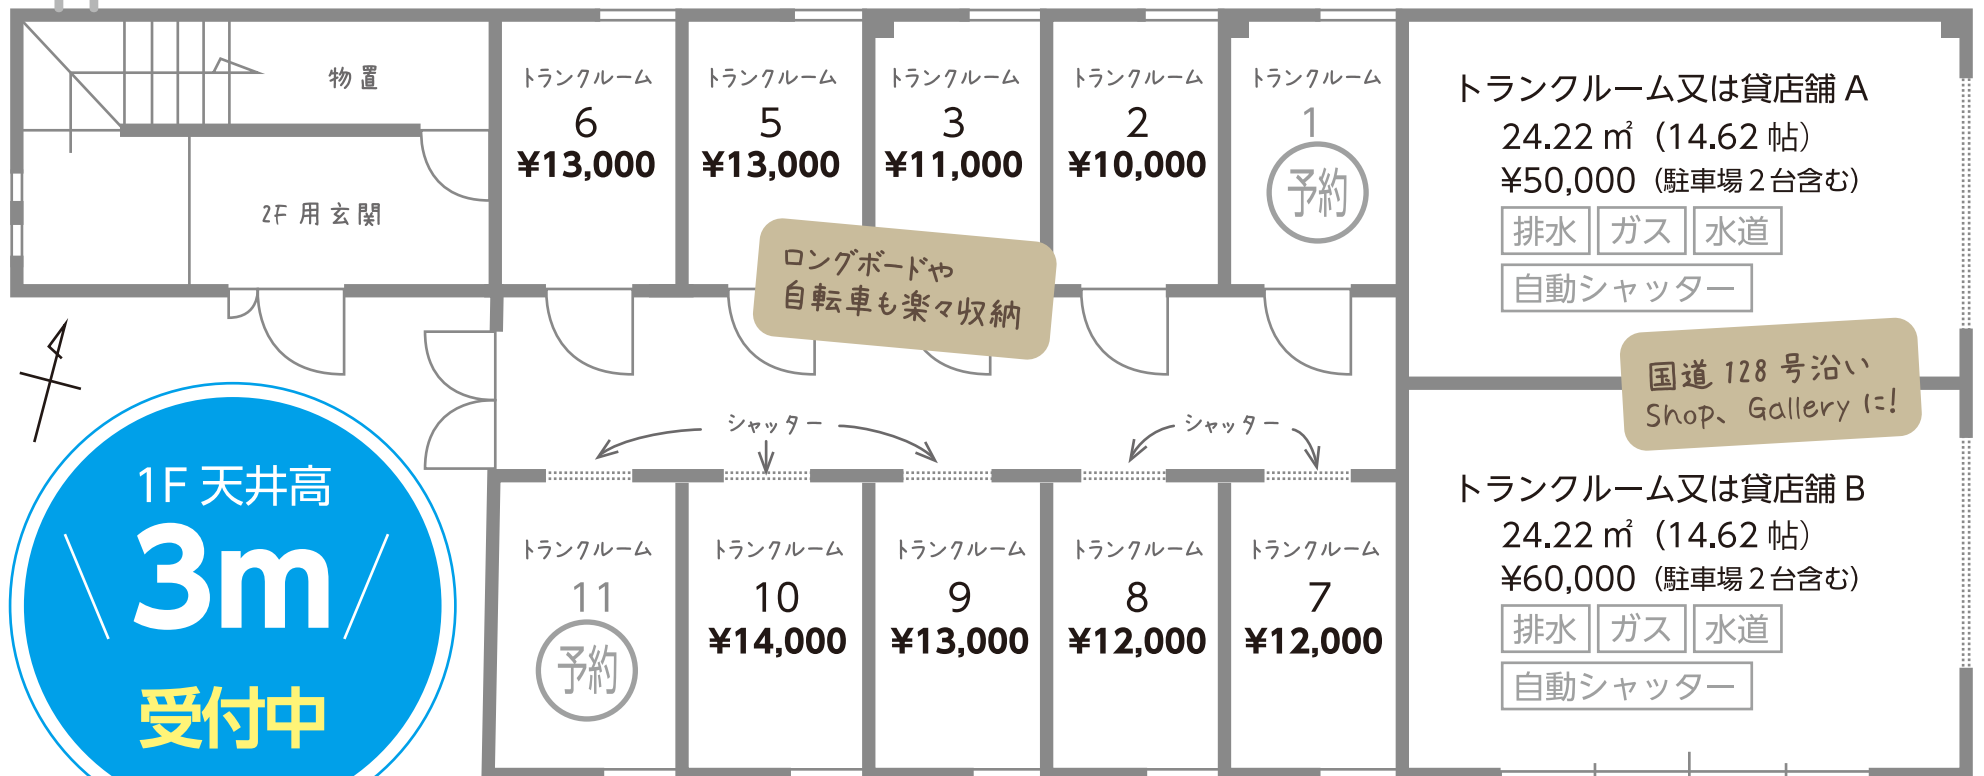 物置
2F 用玄関
トランクルーム
6
¥13,000
トランクルーム
5
¥13,000
トランクルーム
3
¥11,000
トランクルーム
2
¥10,000
トランクルーム
1
予約
ロングボードや
自転車も楽々収納
トランクルーム又は貸店舗 A
24.22 ㎡（14.62 帖）
¥50,000（駐車場 2 台含む）
排水 ガス 水道
自動シャッター
国道 128 号沿い
Shop、Gallery に!
シャッター
シャッター
1F 天井高
3m
受付中
トランクルーム
11
予約
トランクルーム
10
¥14,000
トランクルーム
9
¥13,000
トランクルーム
8
¥12,000
トランクルーム
7
¥12,000
トランクルーム又は貸店舗 B
24.22 ㎡（14.62 帖）
¥60,000（駐車場 2 台含む）
排水 ガス 水道
自動シャッター